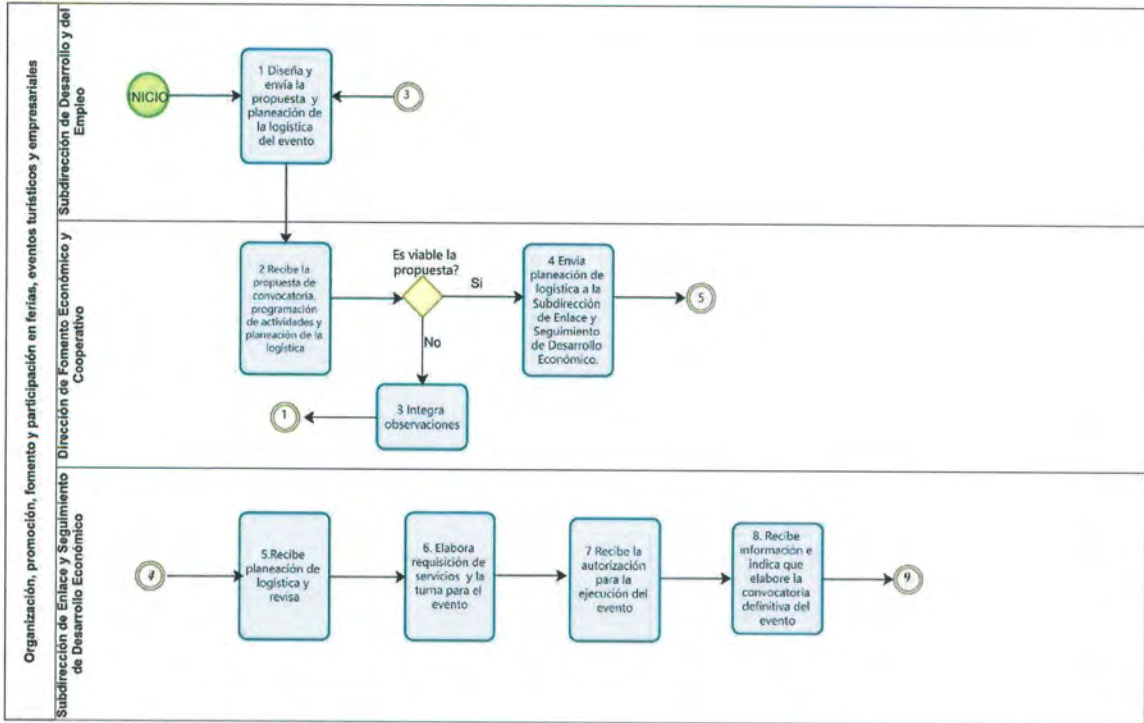 Organización, promoción, fomento y participación en ferias, eventos turísticos y empresariales
Subdirección de Desarrollo y del
Empleo
INICIO
1 Diseña y
envía la
propuesta y
planeación de
la logística
del evento
3
Dirección de Fomento Económico y
Cooperativo
2 Recibe la
propuesta de
convocatoria,
programación
de actividades y
planeación de la
logística
Es viable la
propuesta?
Si
No
4 Envía
planeación de
logística a la
Subdirección
de Enlace y
Seguimiento
de Desarrollo
Económico.
5
3 Integra
observaciones
1
Subdirección de Enlace y Seguimiento
de Desarrollo Económico
4
5.Recibe
planeación de
logística y
revisa
6. Elabora
requisición de
servicios y la
turna para el
evento
7 Recibe la
autorización
para la
ejecución del
evento
8. Recibe
información e
indica que
elabore la
convocatoria
definitiva del
evento
9